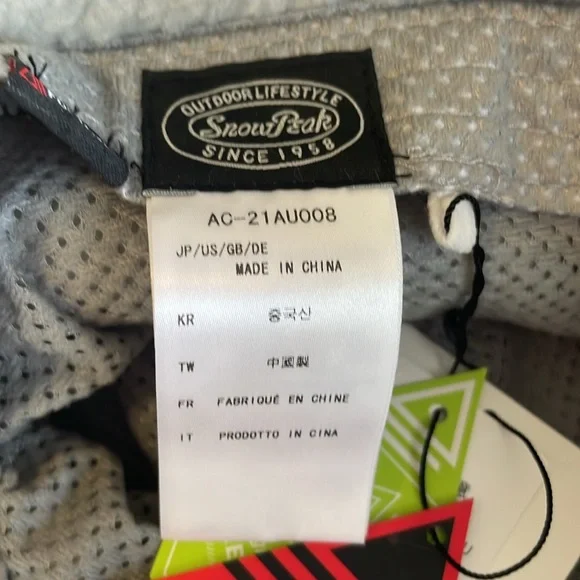 OUTDOOR LIFESTYLE
Snow Peak
SINCE 1958
AC-21AU008
JP/US/GB/DE
MADE IN CHINA
KR 중국산
TW 中國製
FR FABRIQUÉ EN CHINE
IT PRODOTTO IN CINA